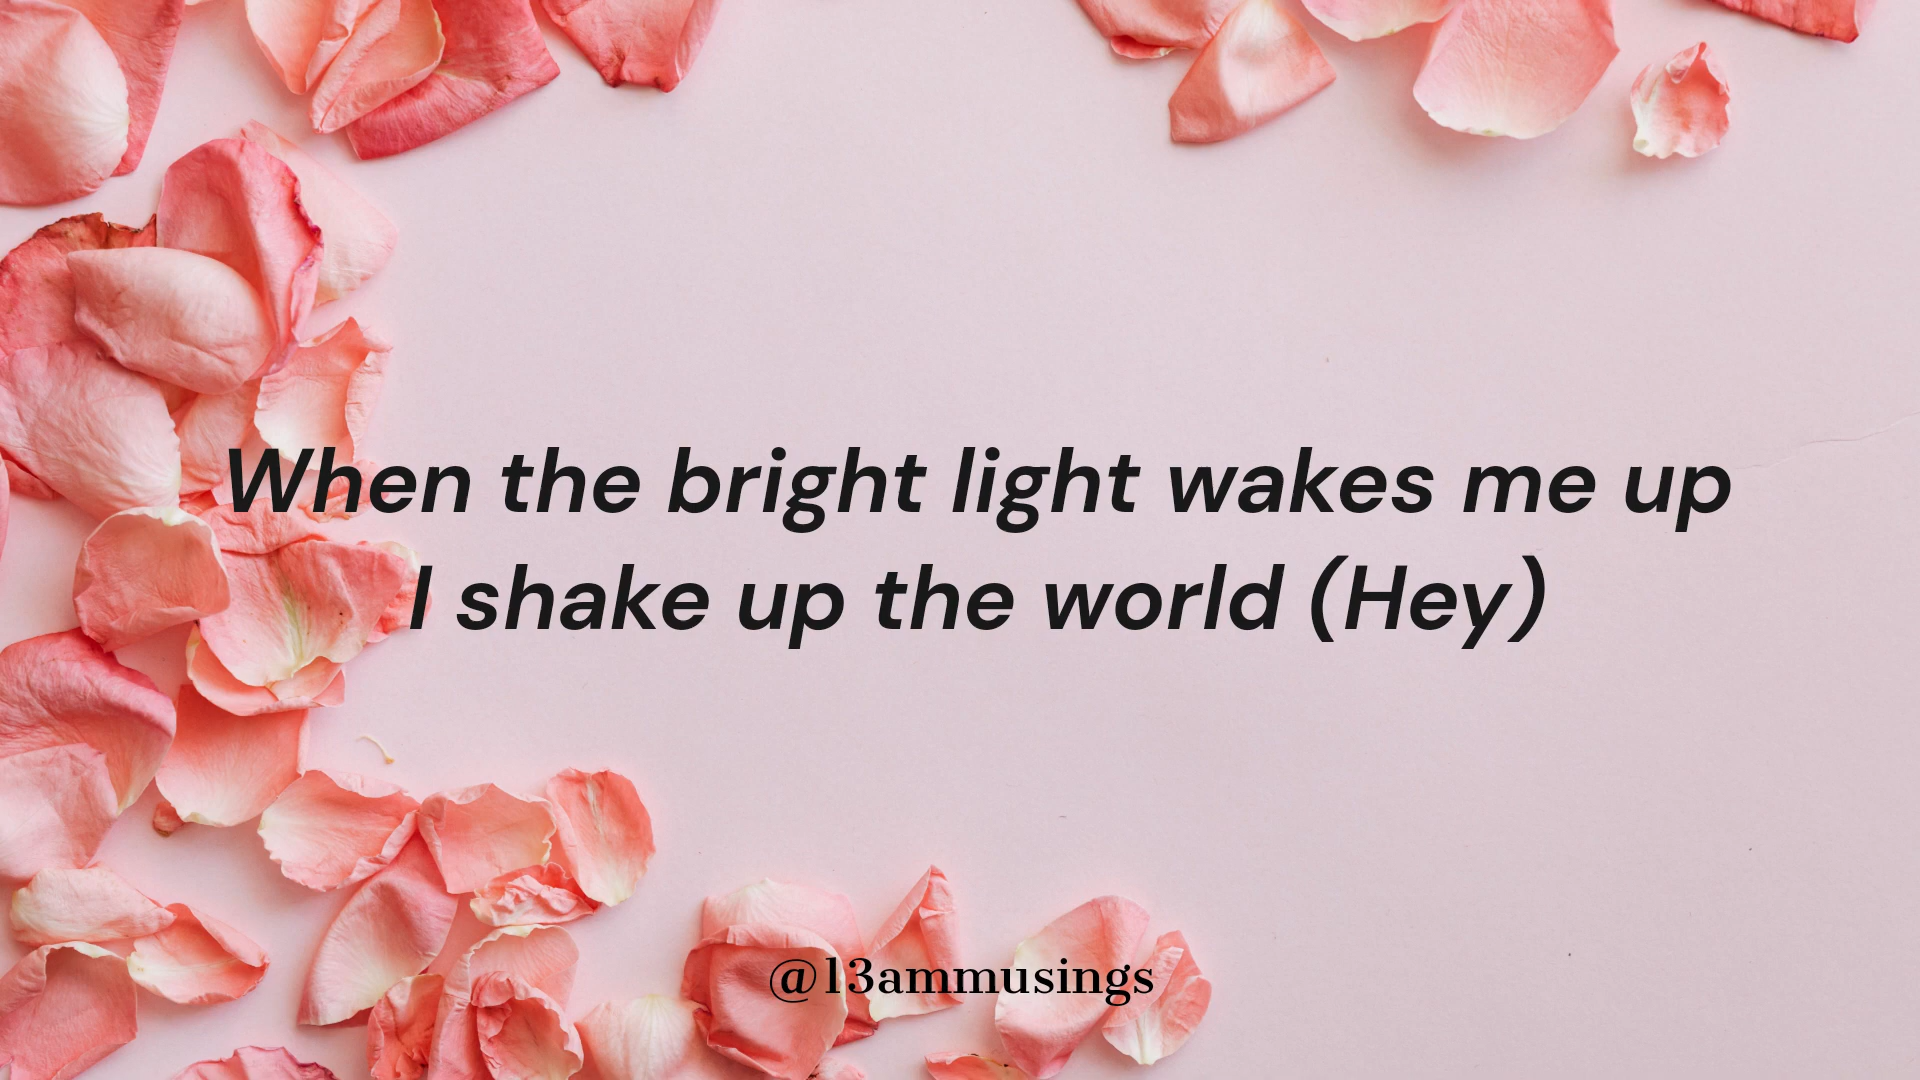 When the bright light wakes me up
I shake up the world (Hey)
@13ammusings